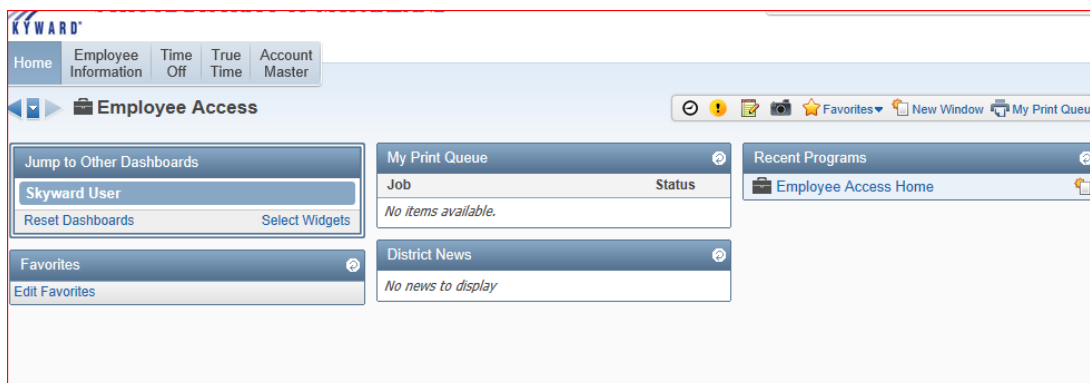 KYWARD®
Home
Employee Information
Time Off
True Time
Account Master
Employee Access
Favorites
New Window
My Print Queu
Jump to Other Dashboards
Skyward User
Reset Dashboards
Select Widgets
Favorites
Edit Favorites
My Print Queue
Job Status
No items available.
District News
No news to display
Recent Programs
Employee Access Home